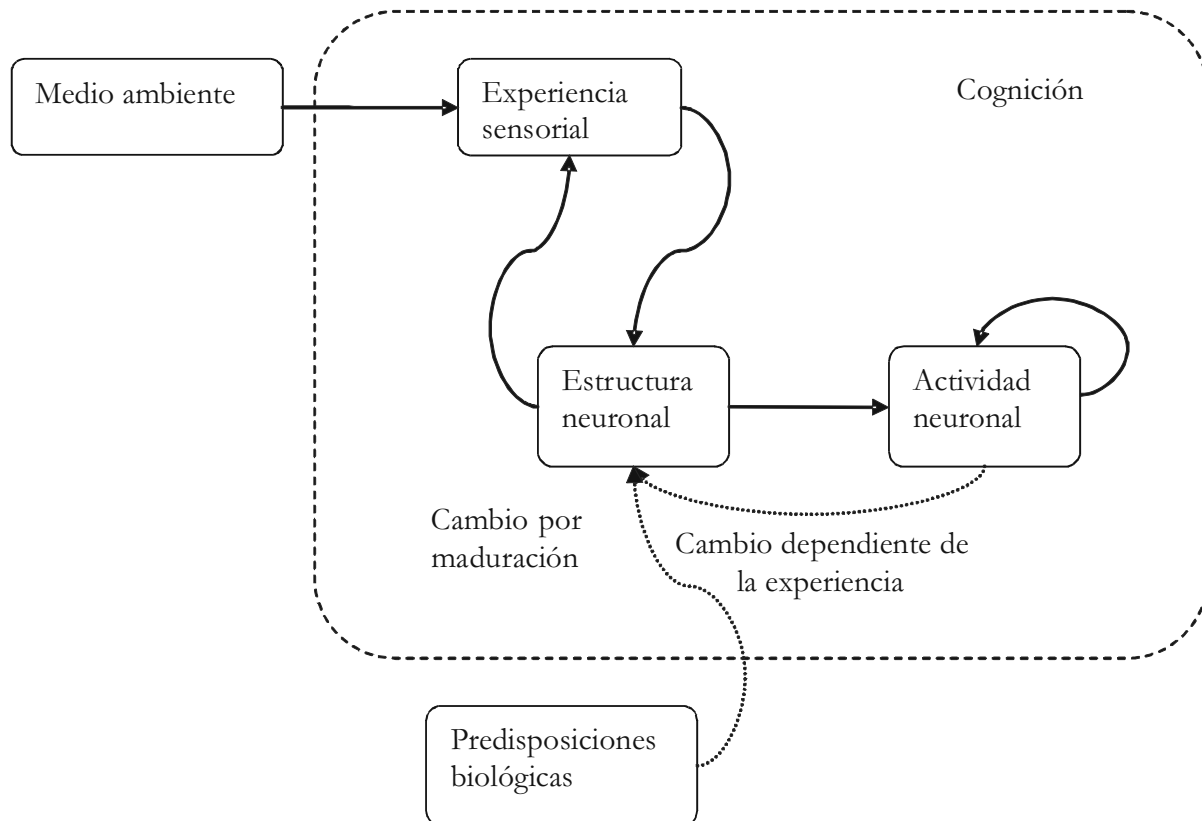 Medio ambiente
Experiencia
sensorial
Cognición
Estructura
neuronal
Actividad
neuronal
Cambio por
maduración
Cambio dependiente de
la experiencia
Predisposiciones
biológicas